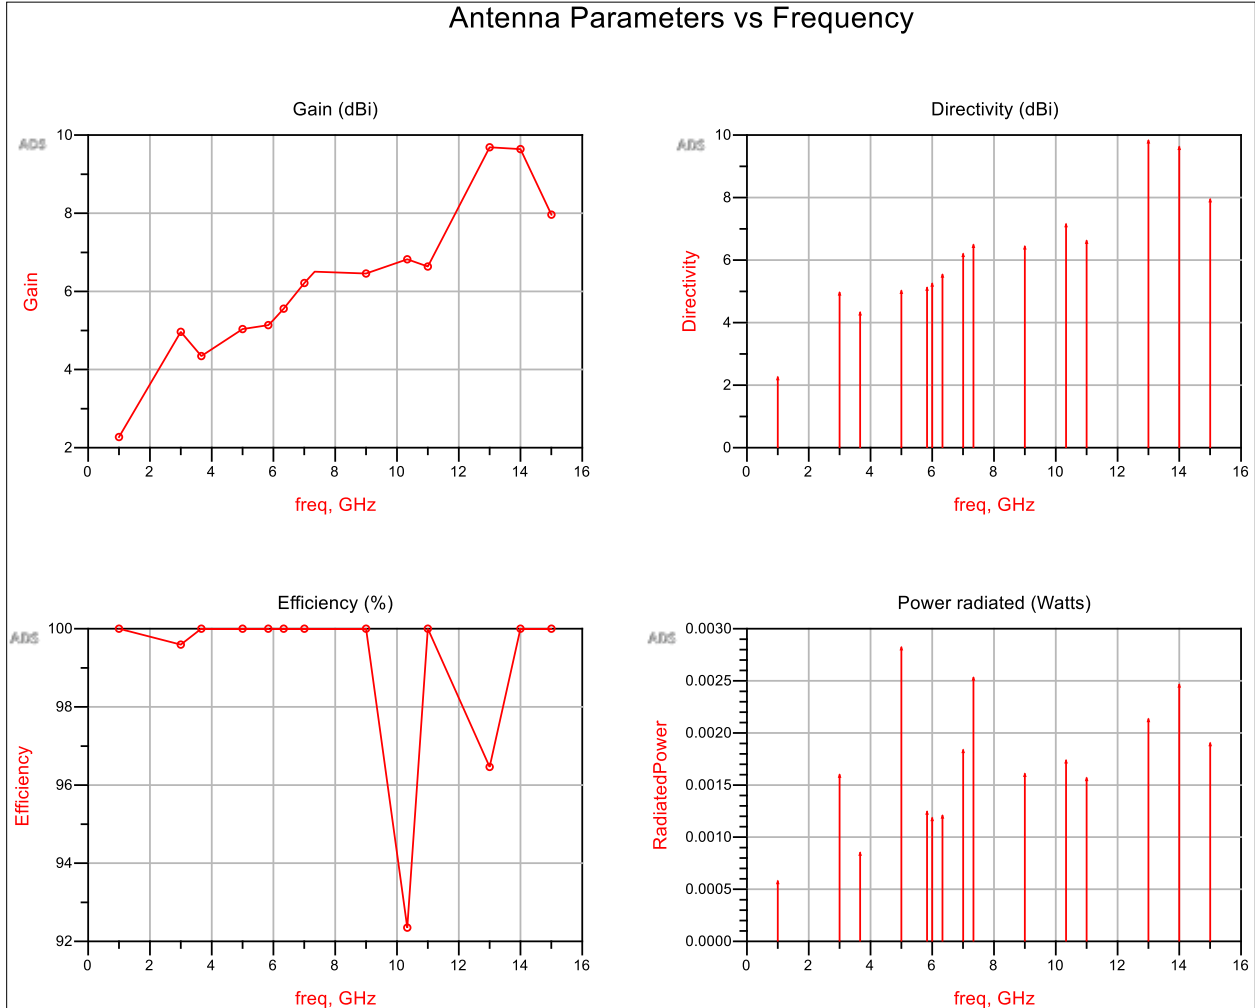 Antenna Parameters vs Frequency
Gain (dBi)
ADS
10
8
6
4
2
Gain
0 2 4 6 8 10 12 14 16
freq, GHz
Directivity (dBi)
ADS
10
8
6
4
2
0
Directivity
0 2 4 6 8 10 12 14 16
freq, GHz
Efficiency (%)
ADS
100
98
96
94
92
Efficiency
0 2 4 6 8 10 12 14 16
freq, GHz
Power radiated (Watts)
ADS
0.0030
0.0025
0.0020
0.0015
0.0010
0.0005
0.0000
RadiatedPower
0 2 4 6 8 10 12 14 16
freq, GHz